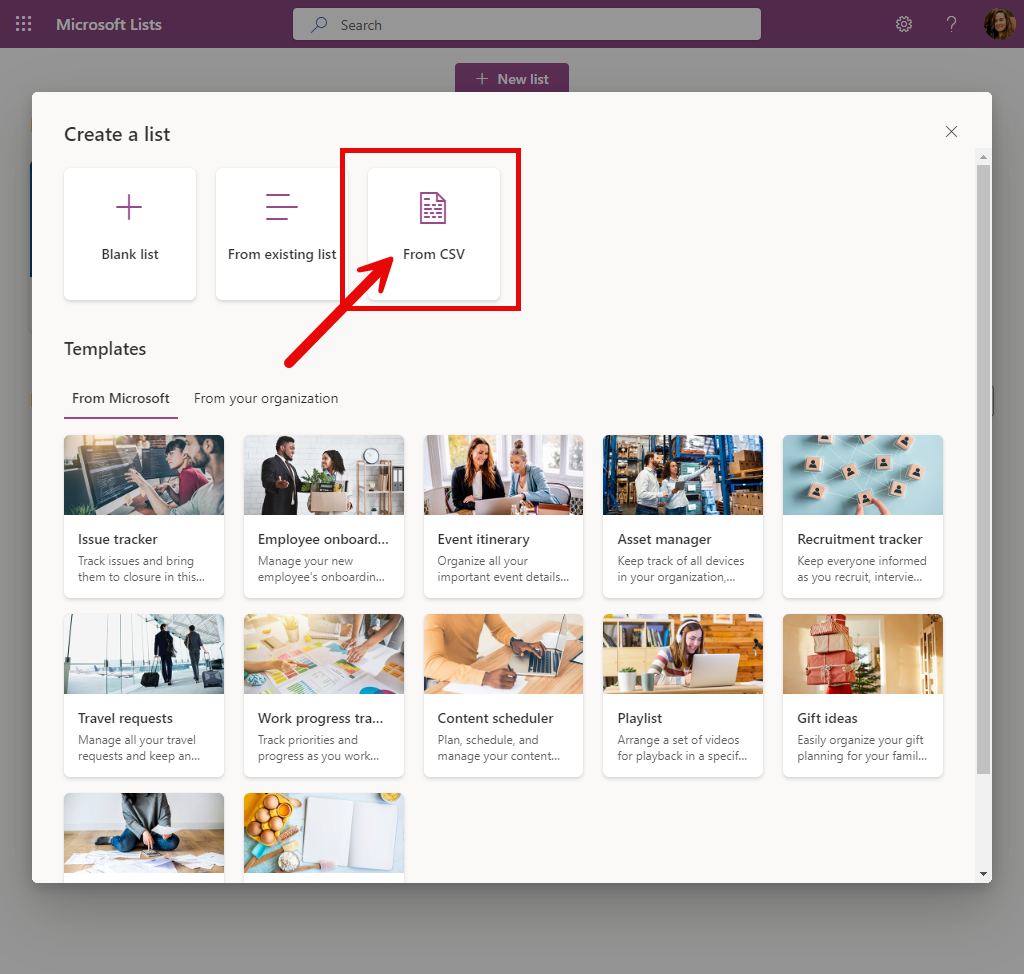 Microsoft Lists
Search
?
New list
Create a list
Blank list
From existing list
From CSV
Templates
From Microsoft
From your organization
Issue tracker
Track issues and bring
them to closure in this...
Employee onboard...
Manage your new
employee's onboardin...
Event itinerary
Organize all your
important event details...
Asset manager
Keep track of all devices
in your organization,...
Recruitment tracker
Keep everyone informed
as you recruit, intervie...
Travel requests
Manage all your travel
requests and keep an...
Work progress tra...
Track priorities and
progress as you work...
Content scheduler
Plan, schedule, and
manage your content...
Playlist
Arrange a set of videos
for playback in a specif...
Gift ideas
Easily organize your gift
planning for your famil...